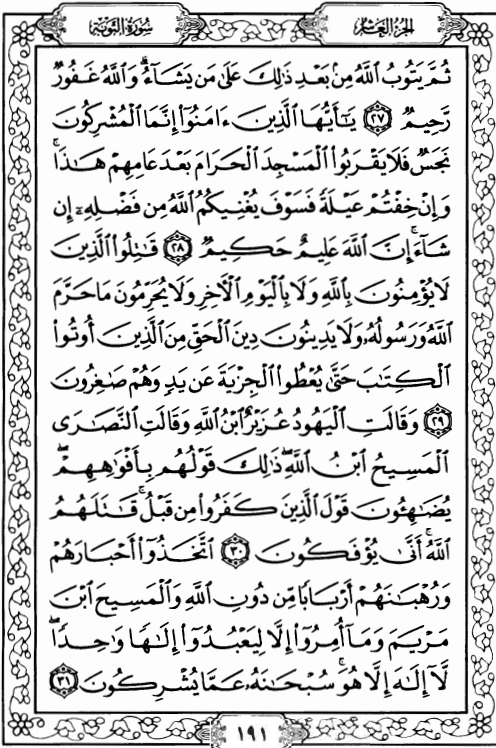 الجزء العاشر
سورة التوبة
ثُمَّ يَتُوبُ ٱللَّهُ مِنۢ بَعْدِ ذَٰلِكَ عَلَىٰ مَن يَشَآءُ ۗ وَٱللَّهُ غَفُورٌ
رَّحِيمٌ ٢٧ يَـٰٓأَيُّهَا ٱلَّذِينَ ءَامَنُوٓا۟ إِنَّمَا ٱلْمُشْرِكُونَ
نَجَسٌ فَلَا يَقْرَبُوا۟ ٱلْمَسْجِدَ ٱلْحَرَامَ بَعْدَ عَامِهِمْ هَـٰذَا ۚ
وَإِنْ خِفْتُمْ عَيْلَةً فَسَوْفَ يُغْنِيكُمُ ٱللَّهُ مِن فَضْلِهِۦٓ إِن
شَآءَ ۚ إِنَّ ٱللَّهَ عَلِيمٌ حَكِيمٌ ٢٨ قَـٰتِلُوا۟ ٱلَّذِينَ
لَا يُؤْمِنُونَ بِٱللَّهِ وَلَا بِٱلْيَوْمِ ٱلْـَٔاخِرِ وَلَا يُحَرِّمُونَ مَا حَرَّمَ
ٱللَّهُ وَرَسُولُهُۥ وَلَا يَدِينُونَ دِينَ ٱلْحَقِّ مِنَ ٱلَّذِينَ أُوتُوا۟
ٱلْكِتَـٰبَ حَتَّىٰ يُعْطُوا۟ ٱلْجِزْيَةَ عَن يَدٍ وَهُمْ صَـٰغِرُونَ
٢٩ وَقَالَتِ ٱلْيَهُودُ عُزَيْرٌ ٱبْنُ ٱللَّهِ وَقَالَتِ ٱلنَّصَـٰرَى
ٱلْمَسِيحُ ٱبْنُ ٱللَّهِ ۖ ذَٰلِكَ قَوْلُهُم بِأَفْوَٰهِهِمْ ۖ
يُضَـٰهِـُٔونَ قَوْلَ ٱلَّذِينَ كَفَرُوا۟ مِن قَبْلُ ۚ قَـٰتَلَهُمُ
ٱللَّهُ ۚ أَنَّىٰ يُؤْفَكُونَ ٣٠ ٱتَّخَذُوٓا۟ أَحْبَارَهُمْ
وَرُهْبَـٰنَهُمْ أَرْبَابًا مِّن دُونِ ٱللَّهِ وَٱلْمَسِيحَ ٱبْنَ
مَرْيَمَ وَمَآ أُمِرُوٓا۟ إِلَّا لِيَعْبُدُوٓا۟ إِلَـٰهًا وَٰحِدًا ۖ
لَّآ إِلَـٰهَ إِلَّا هُوَ ۚ سُبْحَـٰنَهُۥ عَمَّا يُشْرِكُونَ ٣١
١٩١